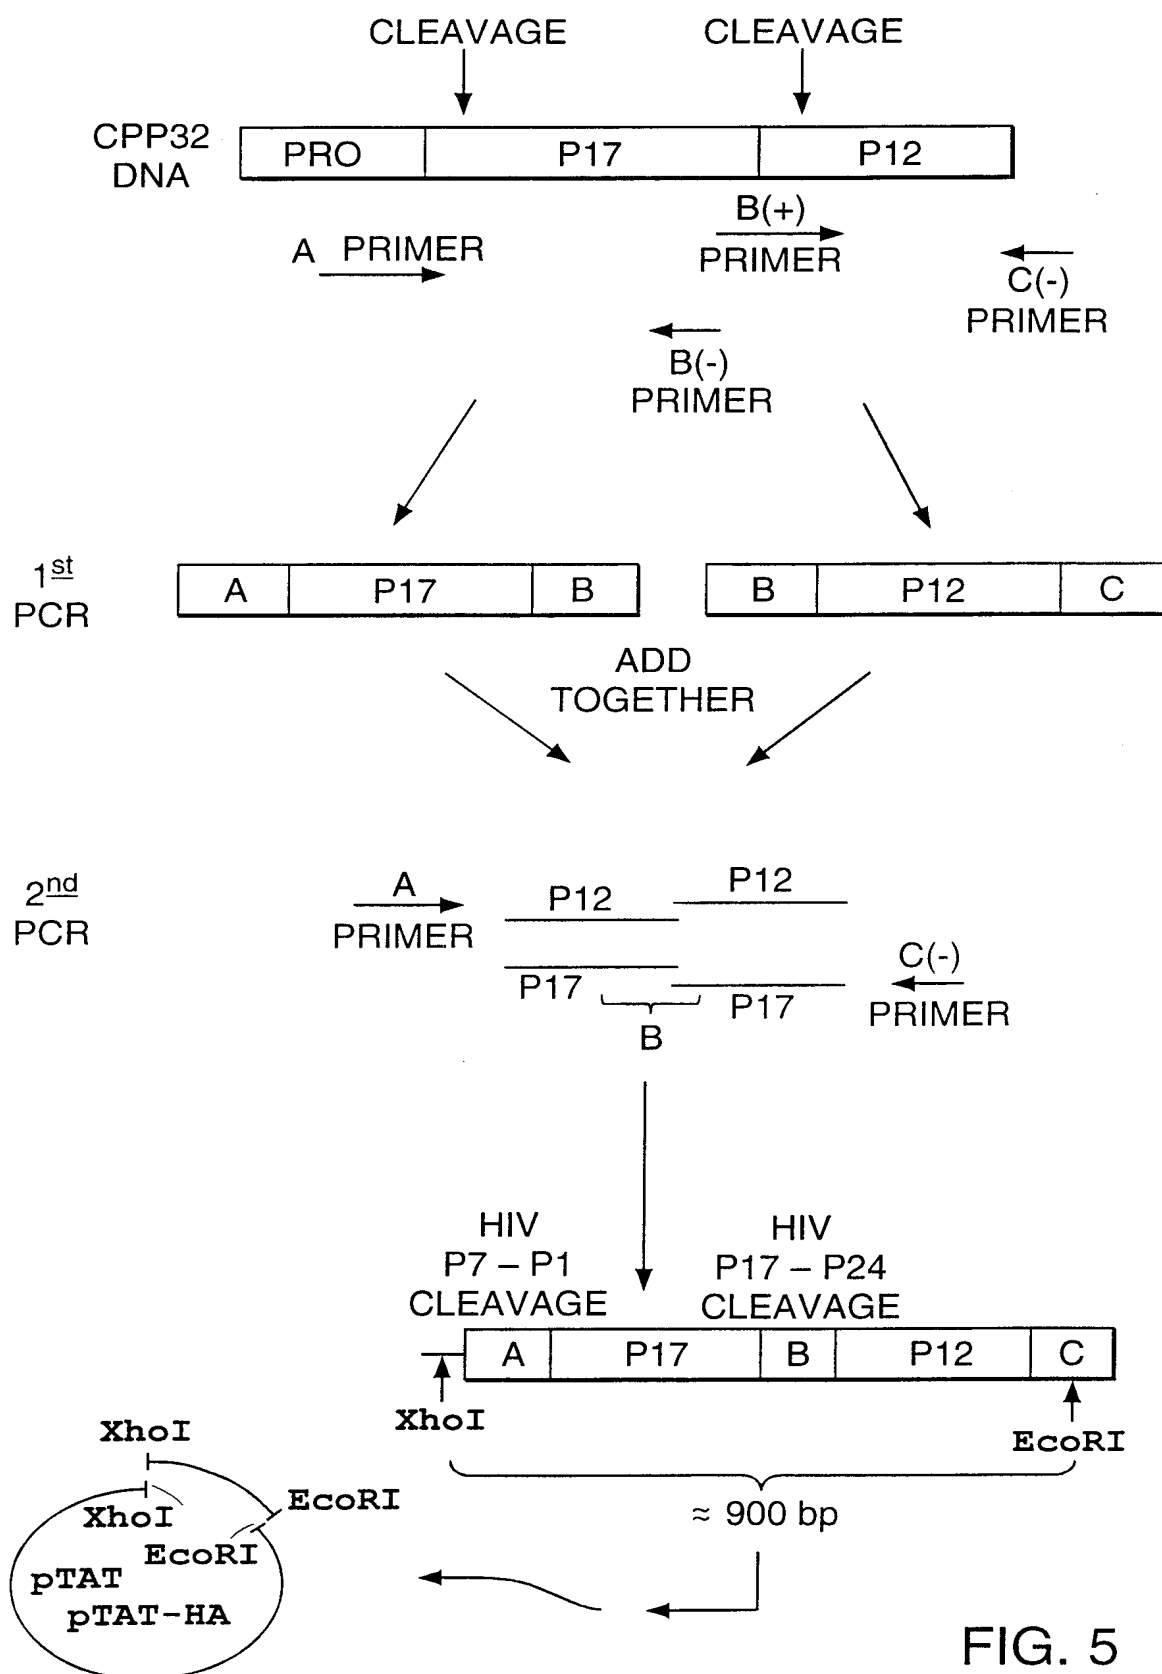 CLEAVAGE CLEAVAGE
CPP32
DNA
PRO P17 P12
A PRIMER
B(+)
PRIMER
C(-)
PRIMER
B(-)
PRIMER
1st
PCR
A P17 B B P12 C
ADD
TOGETHER
2nd
PCR
A
PRIMER
P12 P12
P17 P17
B
C(-)
PRIMER
HIV
P7 – P1
CLEAVAGE
HIV
P17 – P24
CLEAVAGE
A P17 B P12 C
XhoI
EcoRI
≈ 900 bp
XhoI
XhoI
EcoRI
EcoRI
pTAT
pTAT-HA
FIG. 5